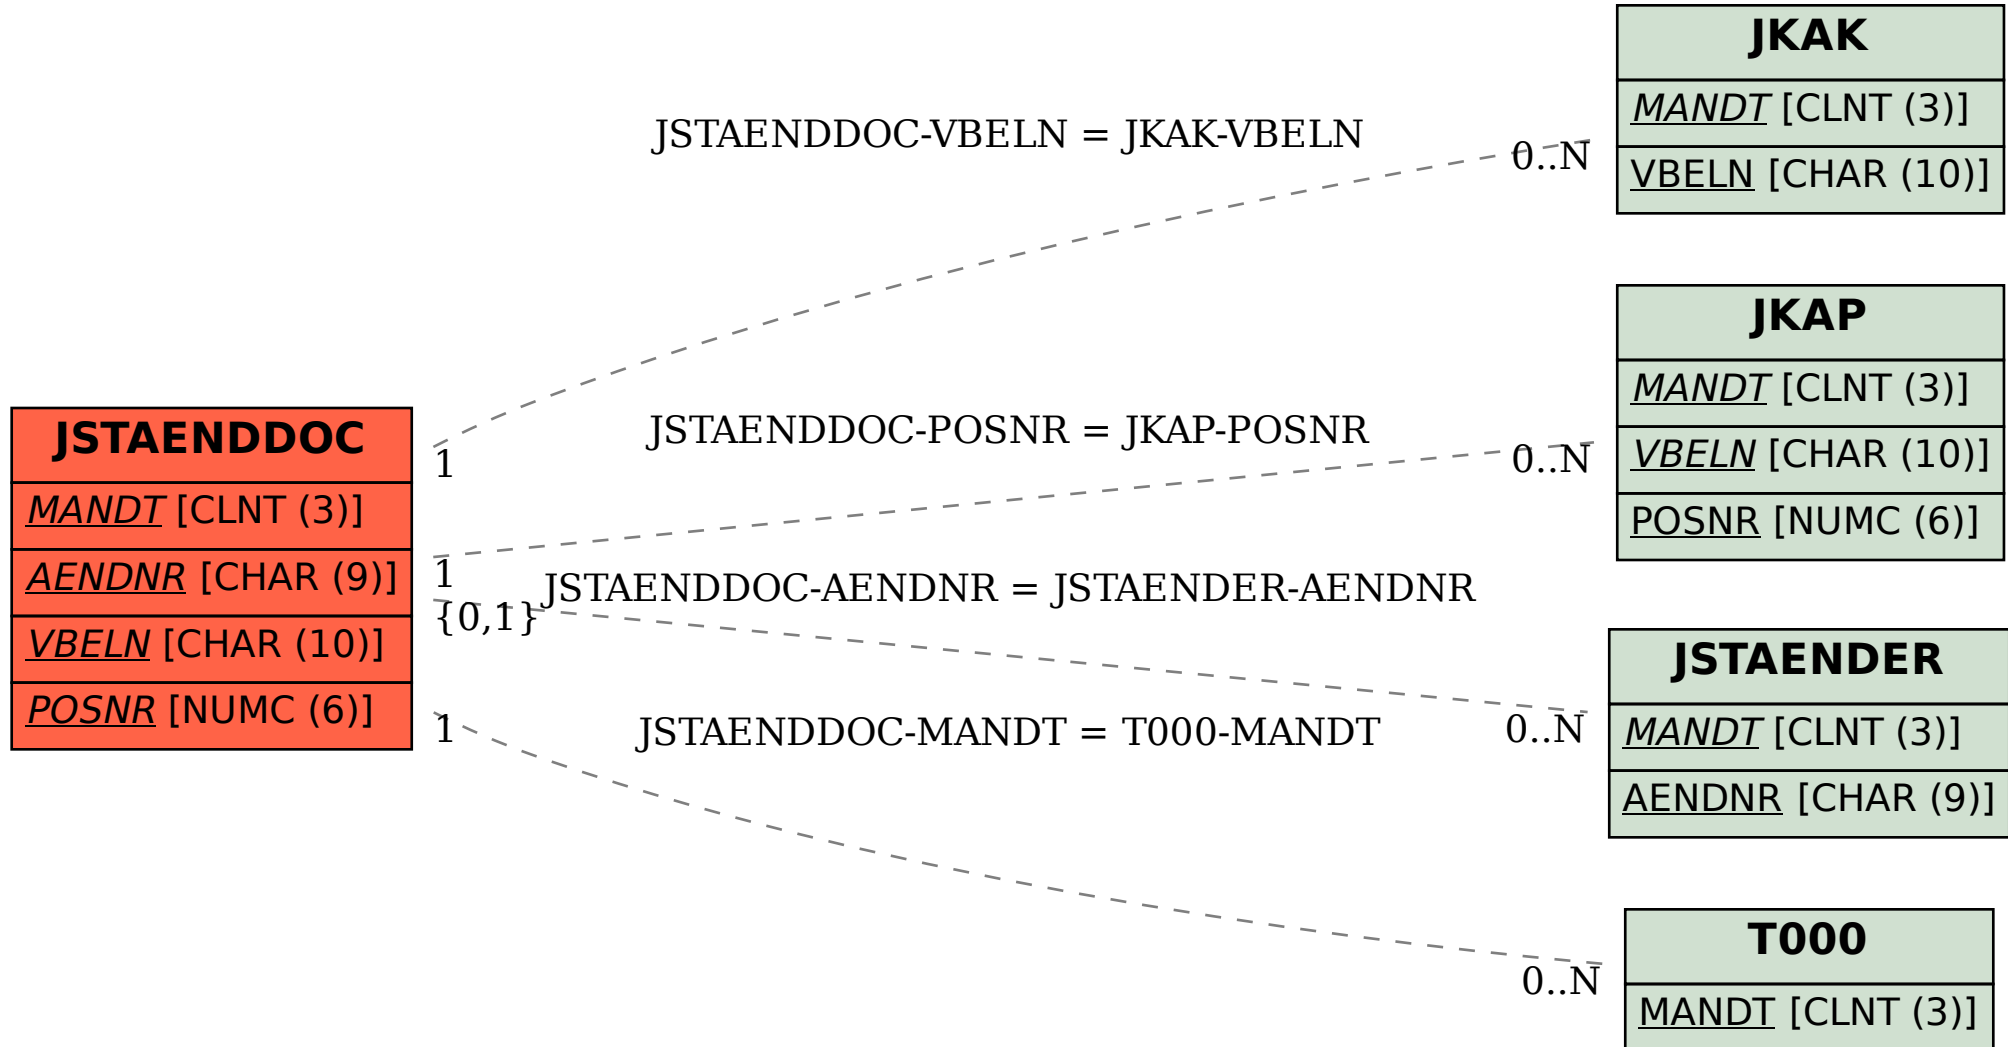 JSTAENDDOC
MANDT [CLNT (3)]
AENDNR [CHAR (9)]
VBELN [CHAR (10)]
POSNR [NUMC (6)]
JSTAENDDOC-VBELN = JKAK-VBELN
1
0..N
JSTAENDDOC-POSNR = JKAP-POSNR
1
0..N
JSTAENDDOC-AENDNR = JSTAENDER-AENDNR
{0,1}
0..N
JSTAENDDOC-MANDT = T000-MANDT
1
0..N
JKAK
MANDT [CLNT (3)]
VBELN [CHAR (10)]
JKAP
MANDT [CLNT (3)]
VBELN [CHAR (10)]
POSNR [NUMC (6)]
JSTAENDER
MANDT [CLNT (3)]
AENDNR [CHAR (9)]
T000
MANDT [CLNT (3)]